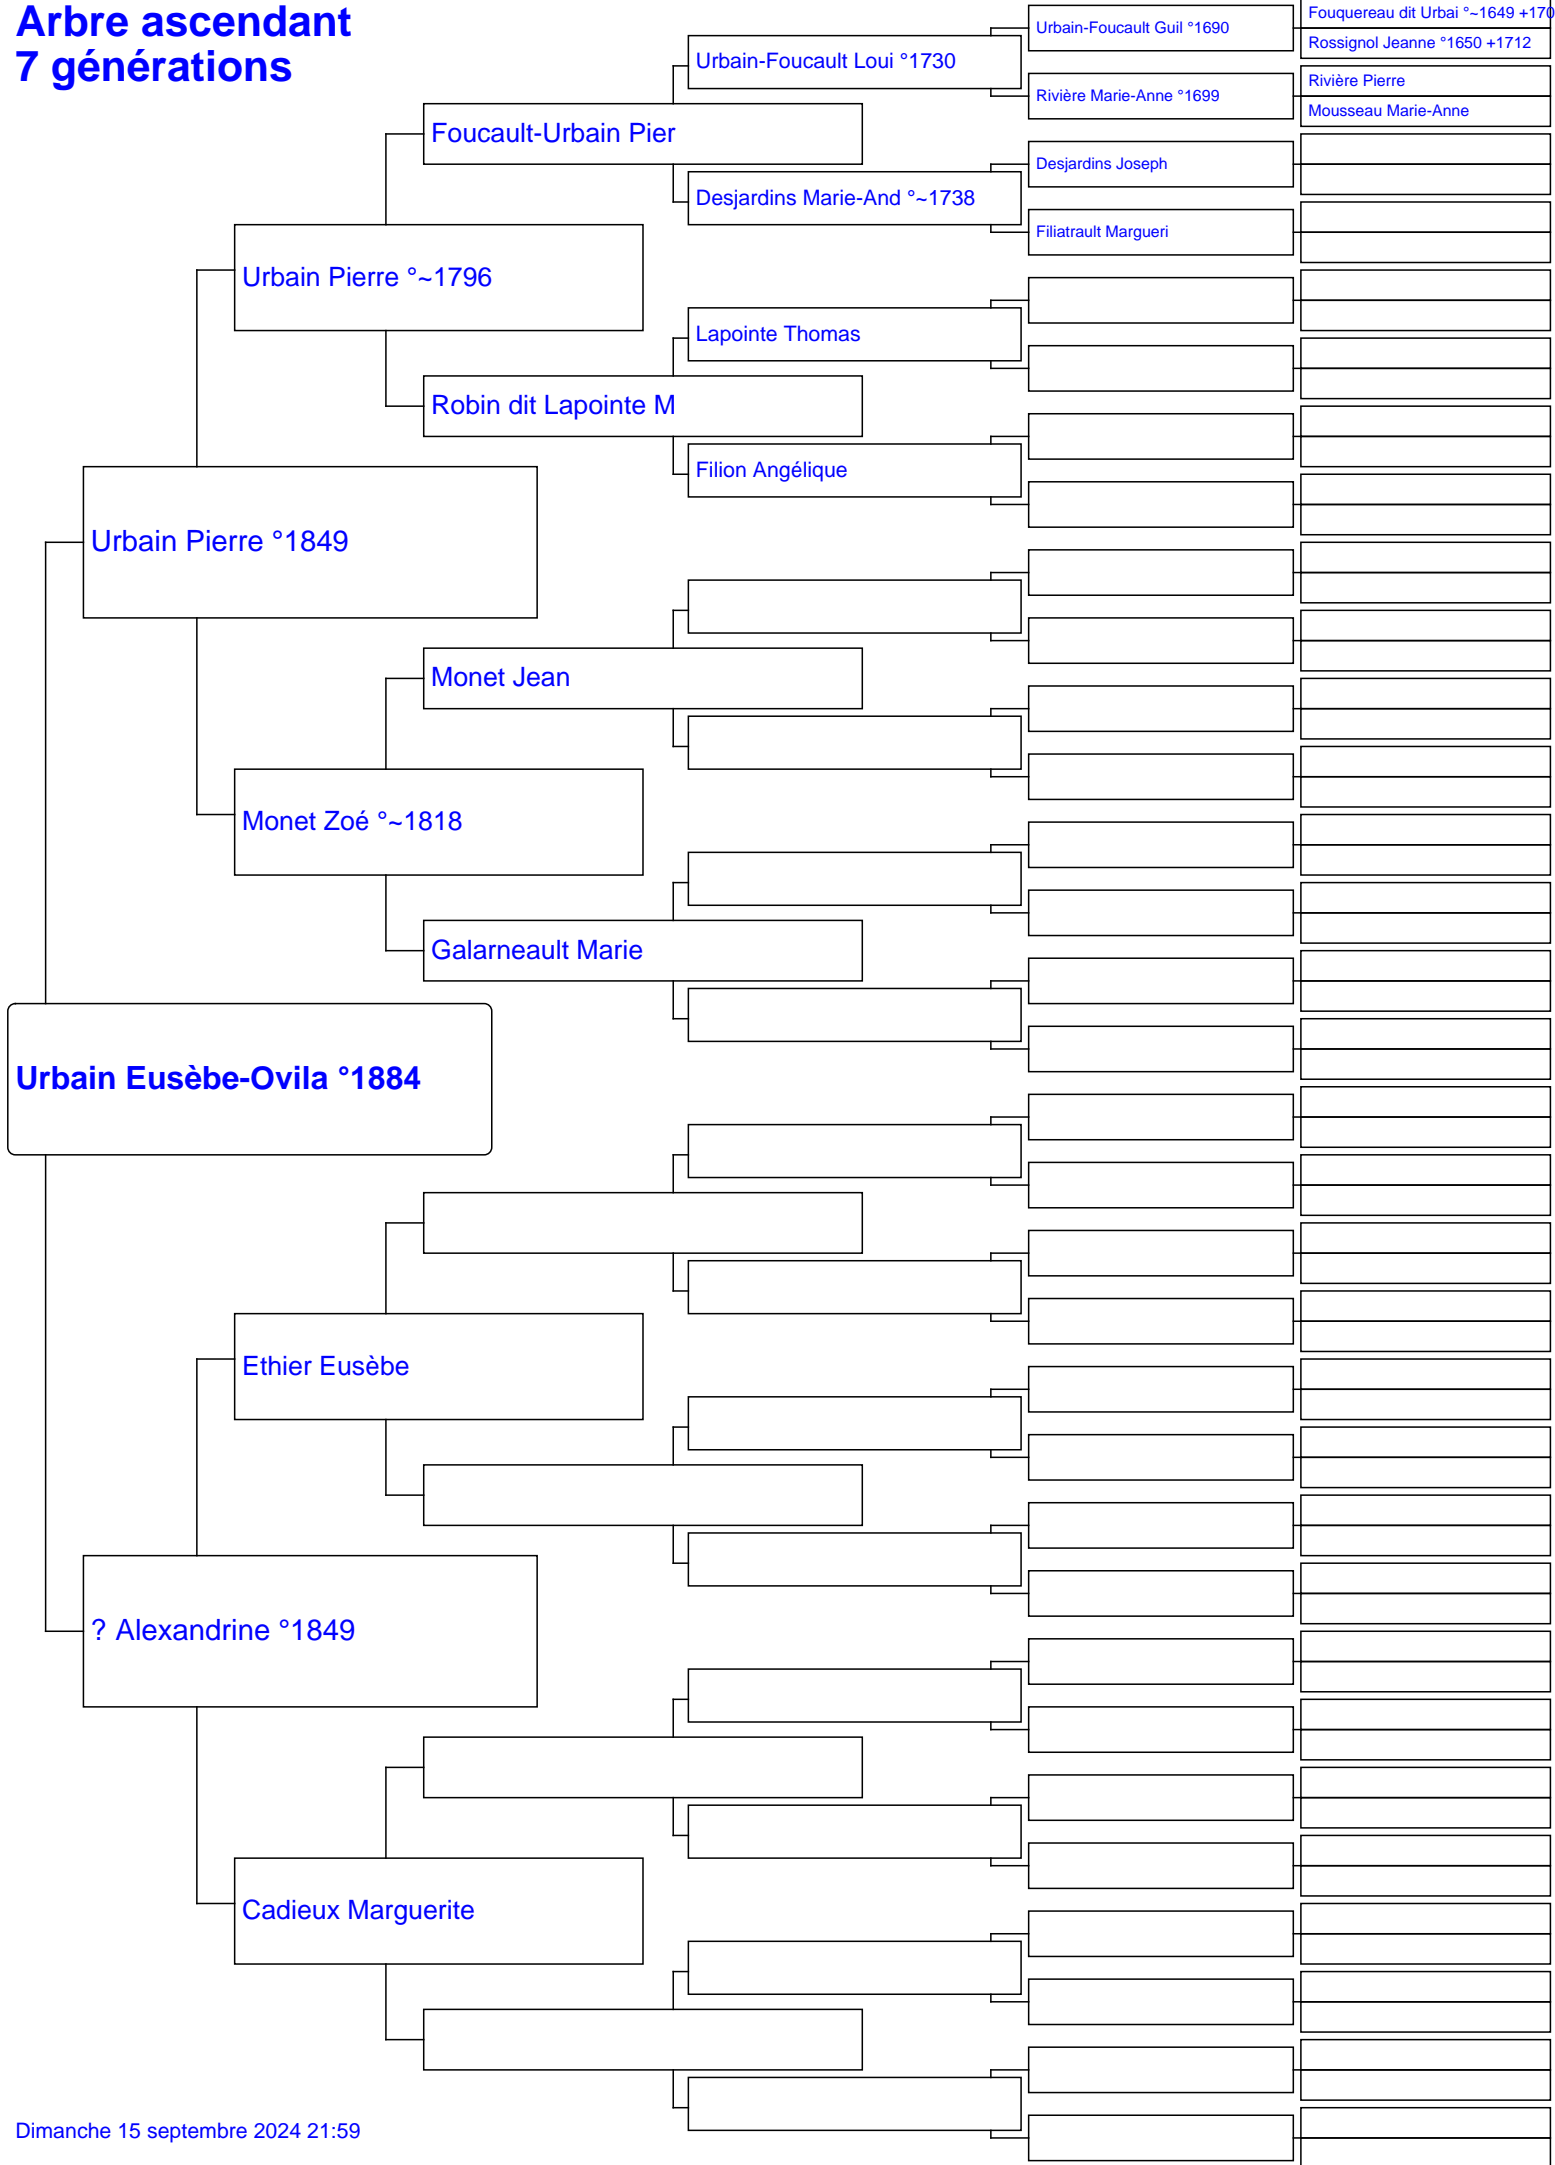 Arbre ascendant
7 générations
Fouquereau dit Urbai °~1649 +170
Urbain-Foucault Guil °1690
Rossignol Jeanne °1650 +1712
Urbain-Foucault Loui °1730
Rivière Pierre
Rivière Marie-Anne °1699
Mousseau Marie-Anne
Foucault-Urbain Pier
Desjardins Joseph
Desjardins Marie-And °~1738
Filiatrault Margueri
Urbain Pierre °~1796
Lapointe Thomas
Robin dit Lapointe M
Filion Angélique
Urbain Pierre °1849
Monet Jean
Monet Zoé °~1818
Galarneault Marie
Urbain Eusèbe-Ovila °1884
Ethier Eusèbe
? Alexandrine °1849
Cadieux Marguerite
Dimanche 15 septembre 2024 21:59